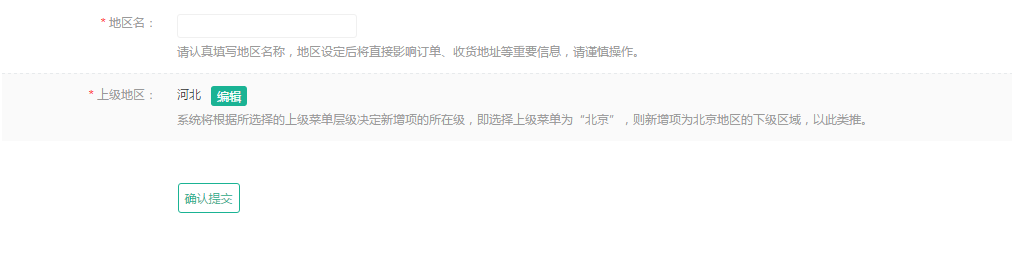 * 地区名：
请认真填写地区名称，地区设定后将直接影响订单、收货地址等重要信息，请谨慎操作。
* 上级地区： 河北 编辑
系统将根据所选择的上级菜单层级决定新增项的所在级，即选择上级菜单为“北京”，则新增项为北京地区的下级区域，以此类推。
确认提交